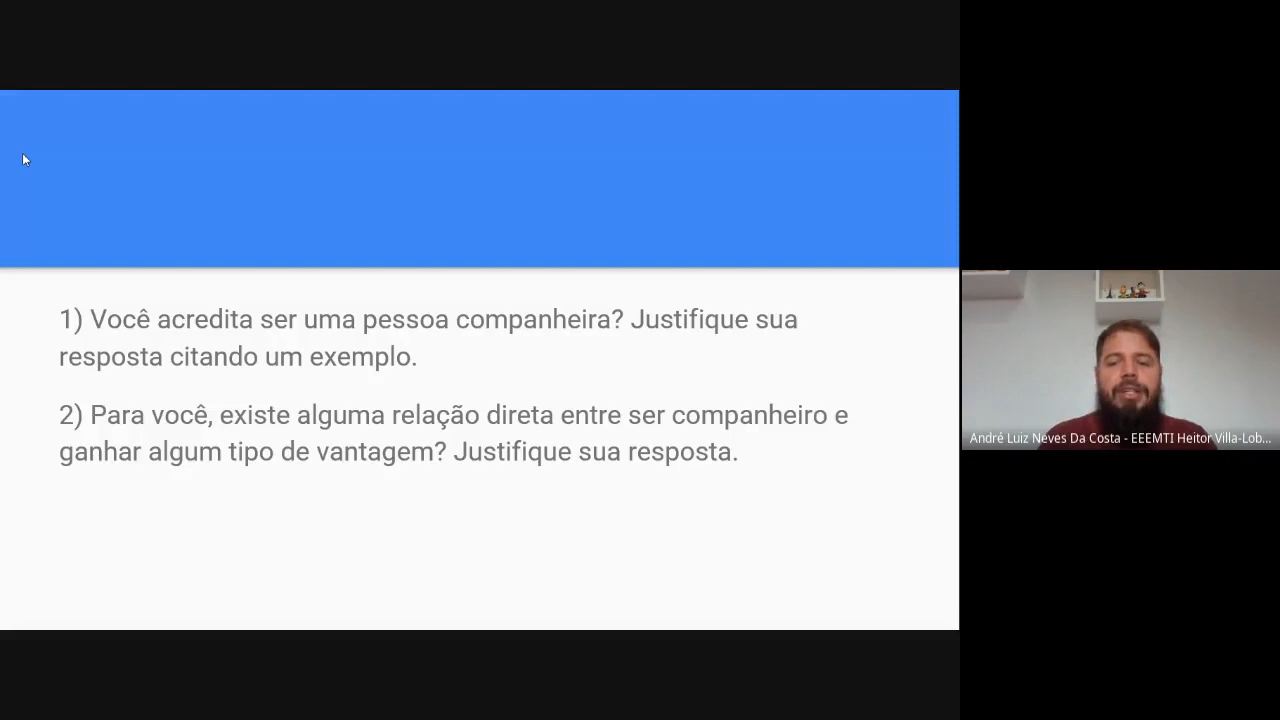 1) Você acredita ser uma pessoa companheira? Justifique sua
resposta citando um exemplo.
2) Para você, existe alguma relação direta entre ser companheiro e
ganhar algum tipo de vantagem? Justifique sua resposta.
André Luiz Neves Da Costa - EEEMTI Heitor Villa-Lob...